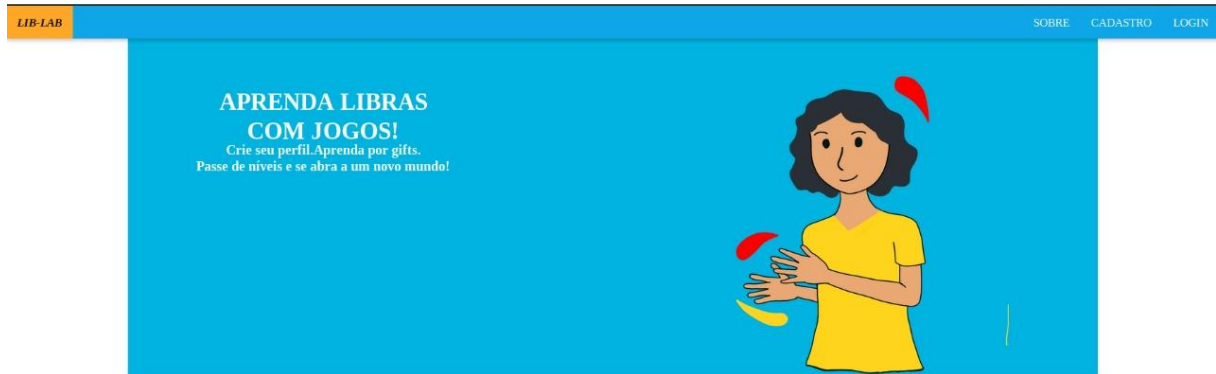 LIB-LAB
SOBRE CADASTRO LOGIN
APRENDA LIBRAS
COM JOGOS!
Crie seu perfil.Aprenda por gifts.
Passe de níveis e se abra a um novo mundo!